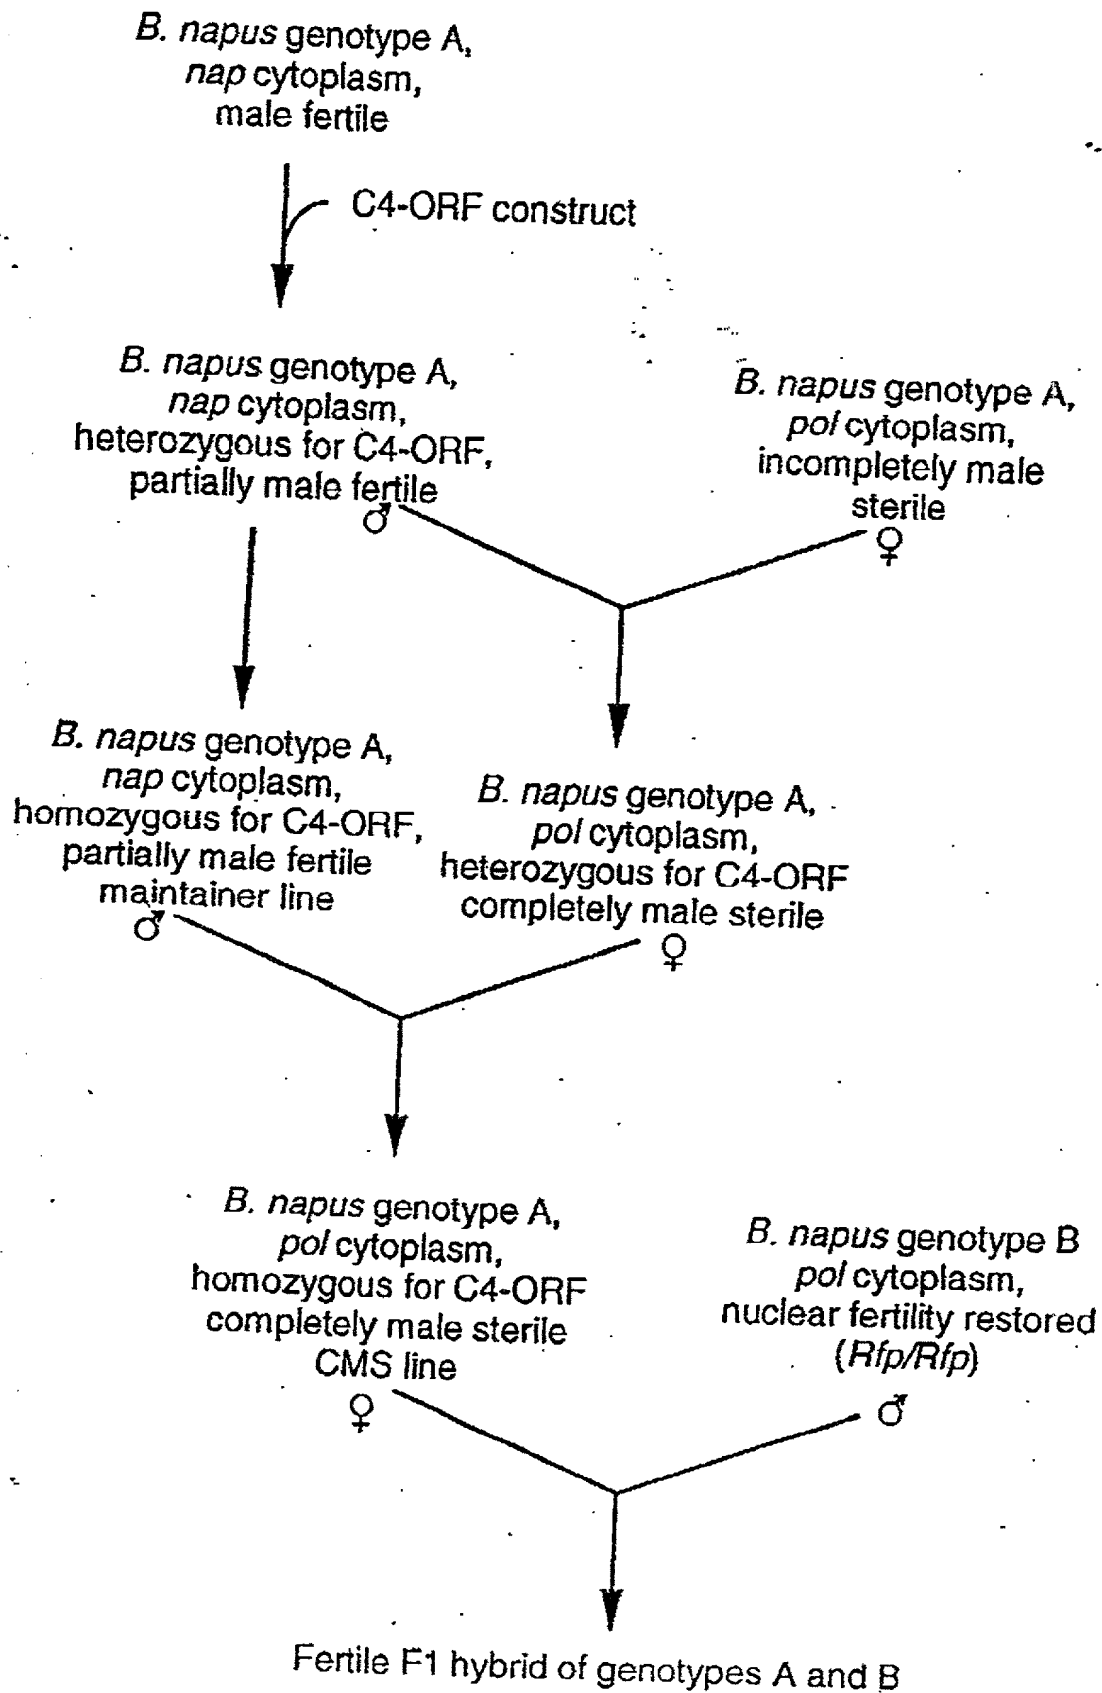 B. napus genotype A,
nap cytoplasm,
male fertile
C4-ORF construct
B. napus genotype A,
nap cytoplasm,
heterozygous for C4-ORF,
partially male fertile
♂
B. napus genotype A,
pol cytoplasm,
incompletely male
sterile
♀
B. napus genotype A,
nap cytoplasm,
homozygous for C4-ORF,
partially male fertile
maintainer line
♂
B. napus genotype A,
pol cytoplasm,
heterozygous for C4-ORF
completely male sterile
♀
B. napus genotype A,
pol cytoplasm,
homozygous for C4-ORF
completely male sterile
CMS line
♀
B. napus genotype B
pol cytoplasm,
nuclear fertility restored
(Rfp/Rfp)
♂
Fertile F1 hybrid of genotypes A and B